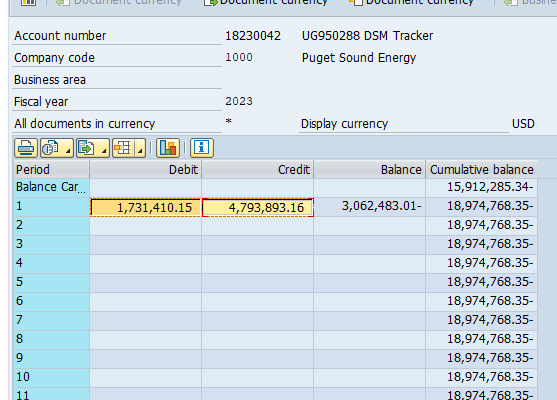 Document currency Document currency Document currency
Account number 18230042 UG950288 DSM Tracker
Company code 1000 Puget Sound Energy
Business area
Fiscal year 2023
All documents in currency * Display currency USD
Period Debit Credit Balance Cumulative balance
Balance Car... 15,912,285.34-
1 1,731,410.15 4,793,893.16 3,062,483.01- 18,974,768.35-
2 18,974,768.35-
3 18,974,768.35-
4 18,974,768.35-
5 18,974,768.35-
6 18,974,768.35-
7 18,974,768.35-
8 18,974,768.35-
9 18,974,768.35-
10 18,974,768.35-
11 18,974,768.35-